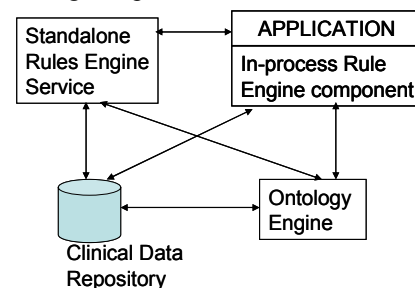 Standalone
Rules Engine
Service
APPLICATION
In-process Rule
Engine component
Ontology
Engine
Clinical Data
Repository